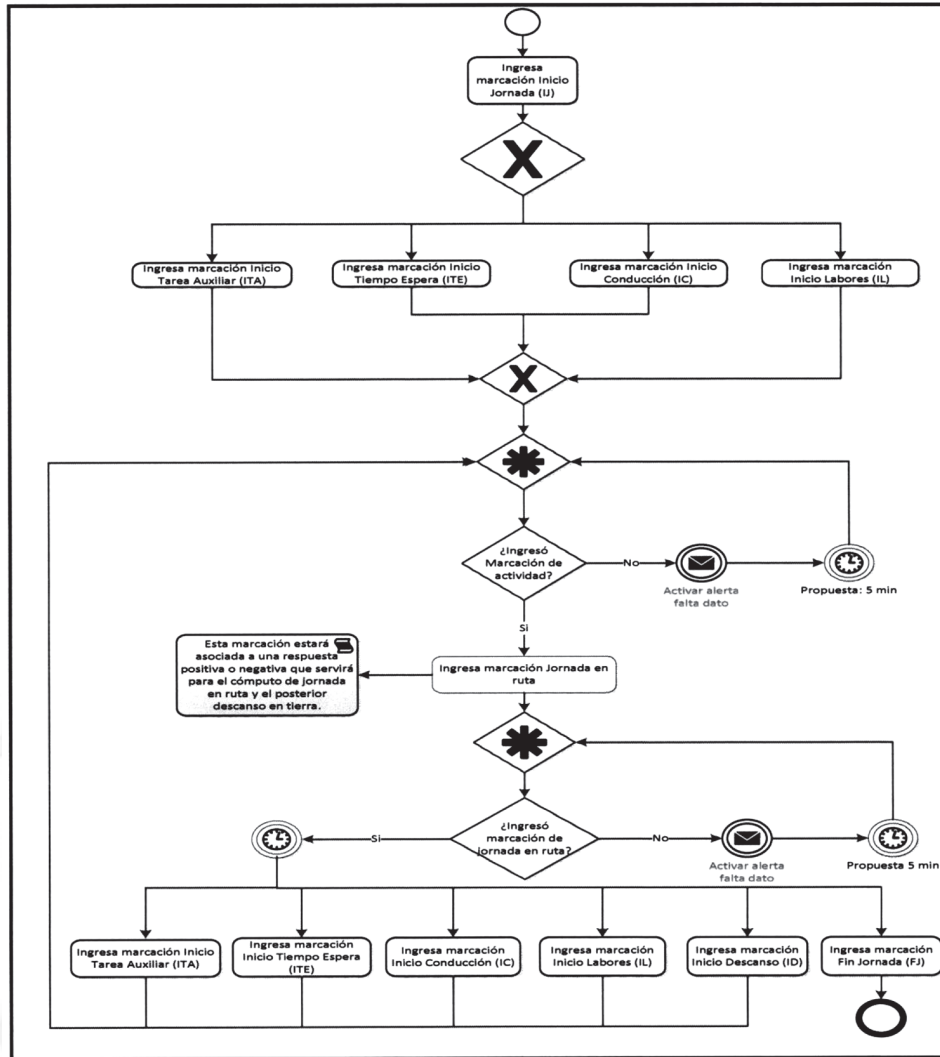 Ingresa
marcación Inicio
Jornada (IJ)
X
Ingresa marcación Inicio
Tarea Auxiliar (ITA)
Ingresa marcación Inicio
Tiempo Espera (ITE)
Ingresa marcación Inicio
Conducción (IC)
Ingresa marcación
Inicio Labores (IL)
X
¿Ingresó
Marcación de
actividad?
No
Activar alerta
falta dato
Propuesta: 5 min
Si
Esta marcación estará
asociada a una respuesta
positiva o negativa que servirá
para el cómputo de jornada
en ruta y el posterior
descanso en tierra.
Ingresa marcación Jornada en
ruta
¿Ingresó
marcación de
jornada en ruta?
Si
No
Activar alerta
falta dato
Propuesta 5 min
Ingresa marcación Inicio
Tarea Auxiliar (ITA)
Ingresa marcación
Inicio Tiempo Espera
(ITE)
Ingresa marcación
Inicio Conducción (IC)
Ingresa marcación
Inicio Labores (IL)
Ingresa marcación
Inicio Descanso (ID)
Ingresa marcación
Fin Jornada (FJ)